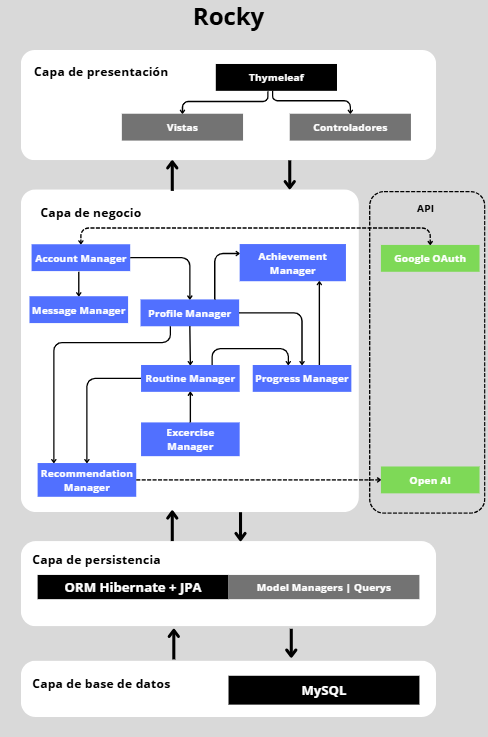 Rocky
Capa de presentación
Thymeleaf
Vistas
Controladores
Capa de negocio
API
Account Manager
Achievement
Manager
Google OAuth
Message Manager
Profile Manager
Routine Manager
Progress Manager
Excercise
Manager
Recommendation
Manager
Open AI
Capa de persistencia
ORM Hibernate + JPA
Model Managers | Querys
Capa de base de datos
MySQL